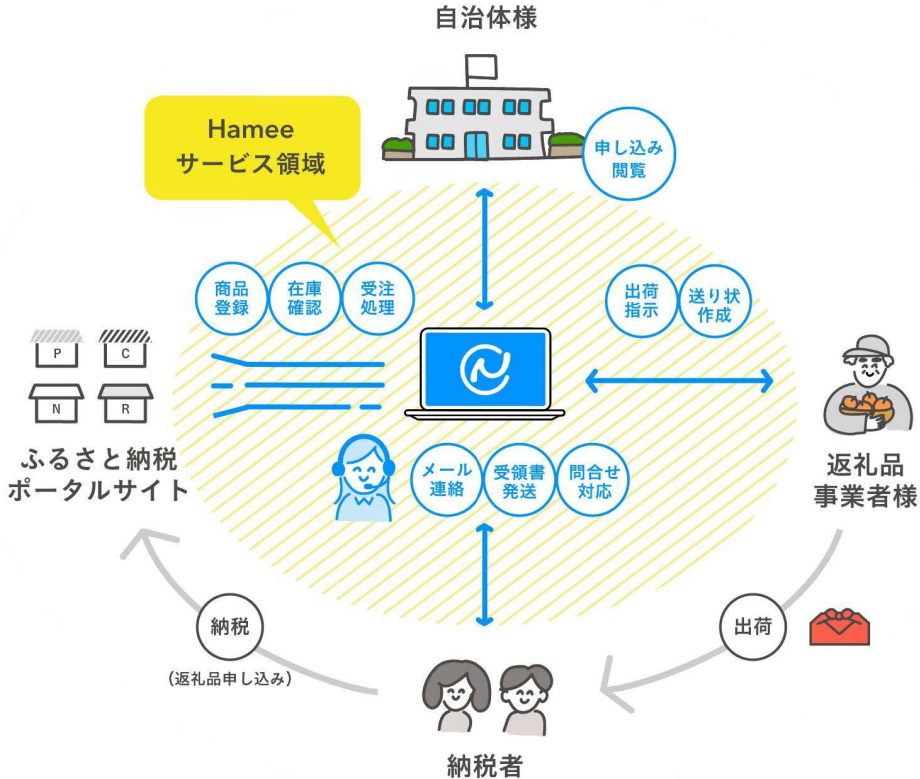 自治体様
Hamee
サービス領域
申し込み
閲覧
商品
登録
在庫
確認
受注
処理
出荷
指示
送り状
作成
P
C
N
R
ふるさと納税
ポータルサイト
メール
連絡
受領書
発送
問合せ
対応
返礼品
事業者様
納税
(返礼品申し込み)
出荷
納税者